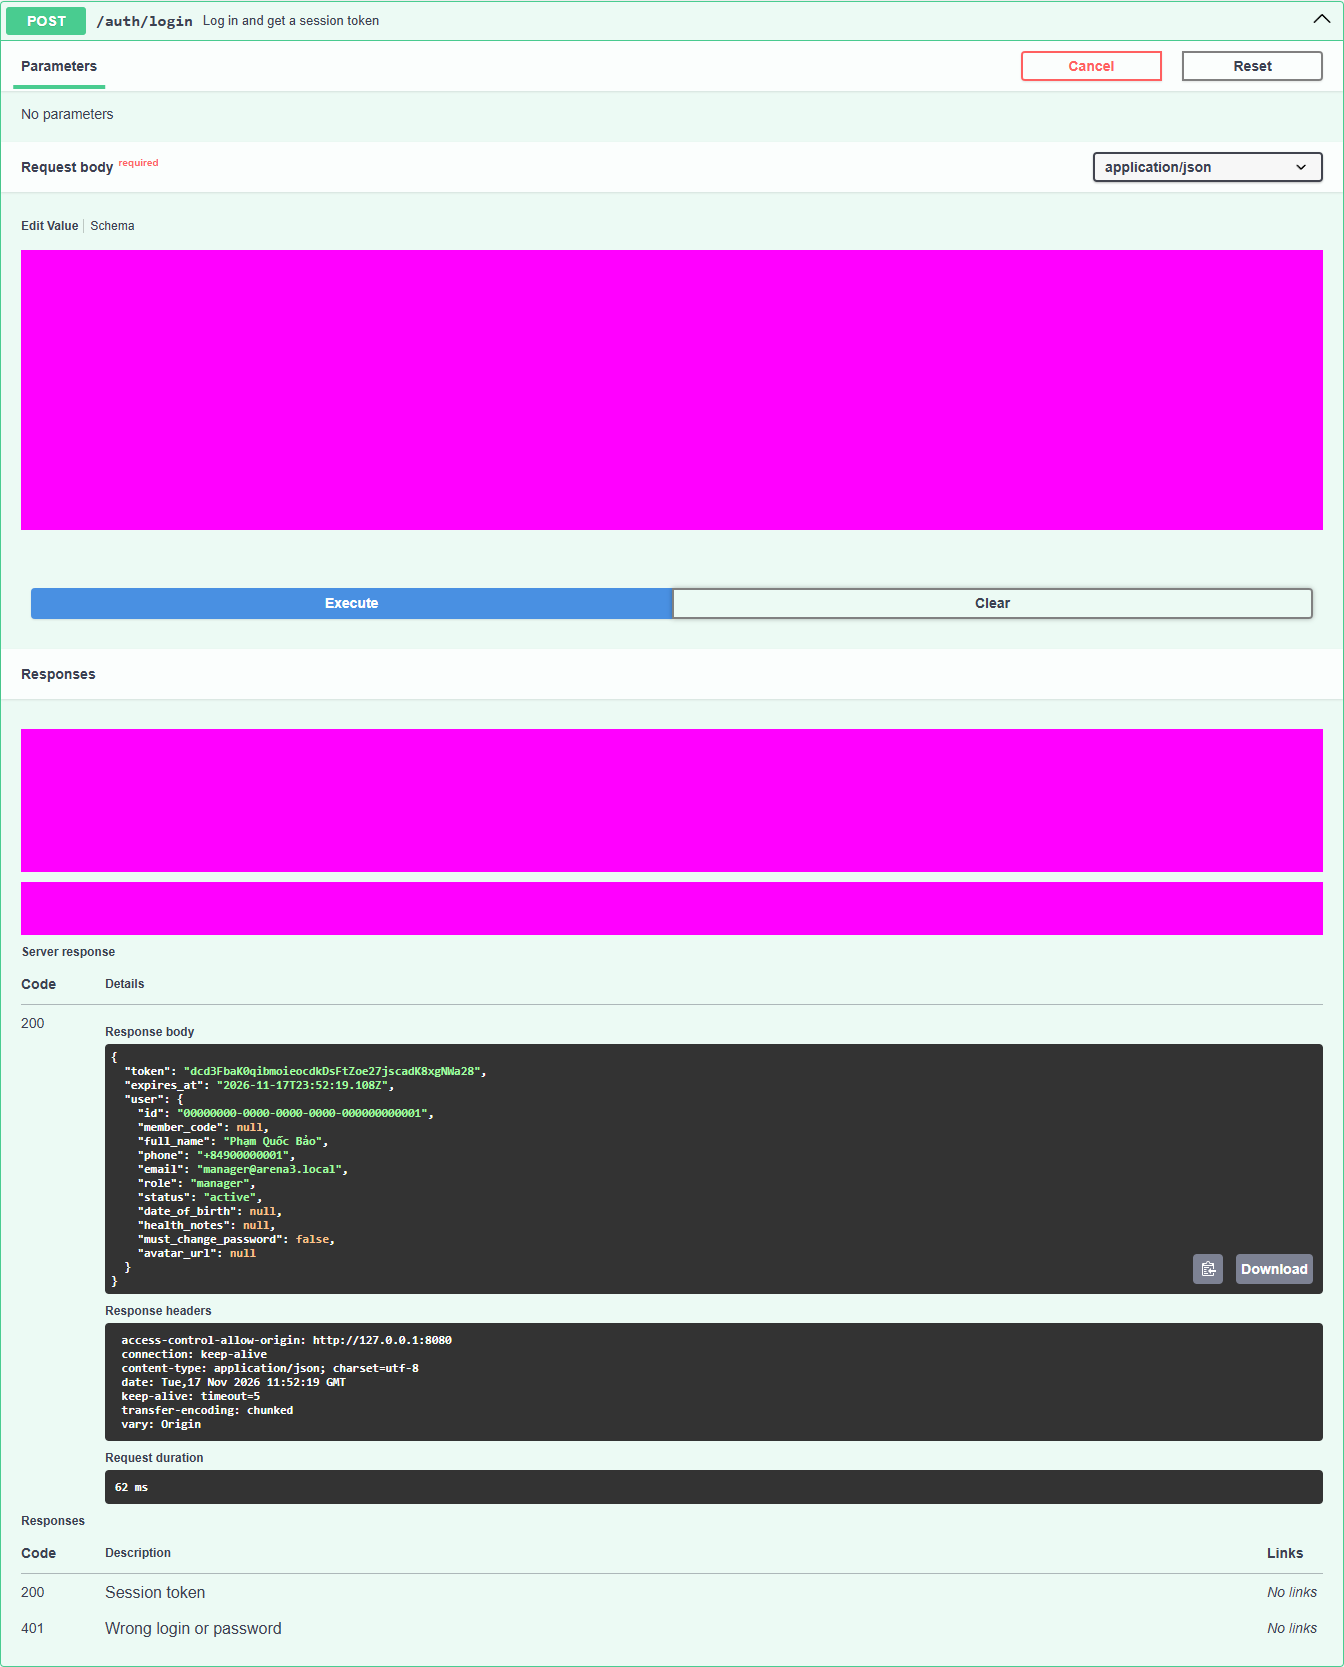 POST /auth/login Log in and get a session token
Parameters
Cancel
Reset
No parameters
Request body required
application/json
Edit Value | Schema
Execute
Clear
Responses
Server response
Code Details
200
Response body
{
  "token": "dcd3FbaK0qibmoieocdkDsFtZoe27jscadK8xgNWa28",
  "expires_at": "2026-11-17T23:52:19.108Z",
  "user": {
    "id": "00000000-0000-0000-0000-000000000001",
    "member_code": null,
    "full_name": "Phạm Quốc Bảo",
    "phone": "+84900000001",
    "email": "manager@arena3.local",
    "role": "manager",
    "status": "active",
    "date_of_birth": null,
    "health_notes": null,
    "must_change_password": false,
    "avatar_url": null
  }
}
Download
Response headers
access-control-allow-origin: http://127.0.0.1:8080
connection: keep-alive
content-type: application/json; charset=utf-8
date: Tue,17 Nov 2026 11:52:19 GMT
keep-alive: timeout=5
transfer-encoding: chunked
vary: Origin
Request duration
62 ms
Responses
Code Description Links
200 Session token No links
401 Wrong login or password No links